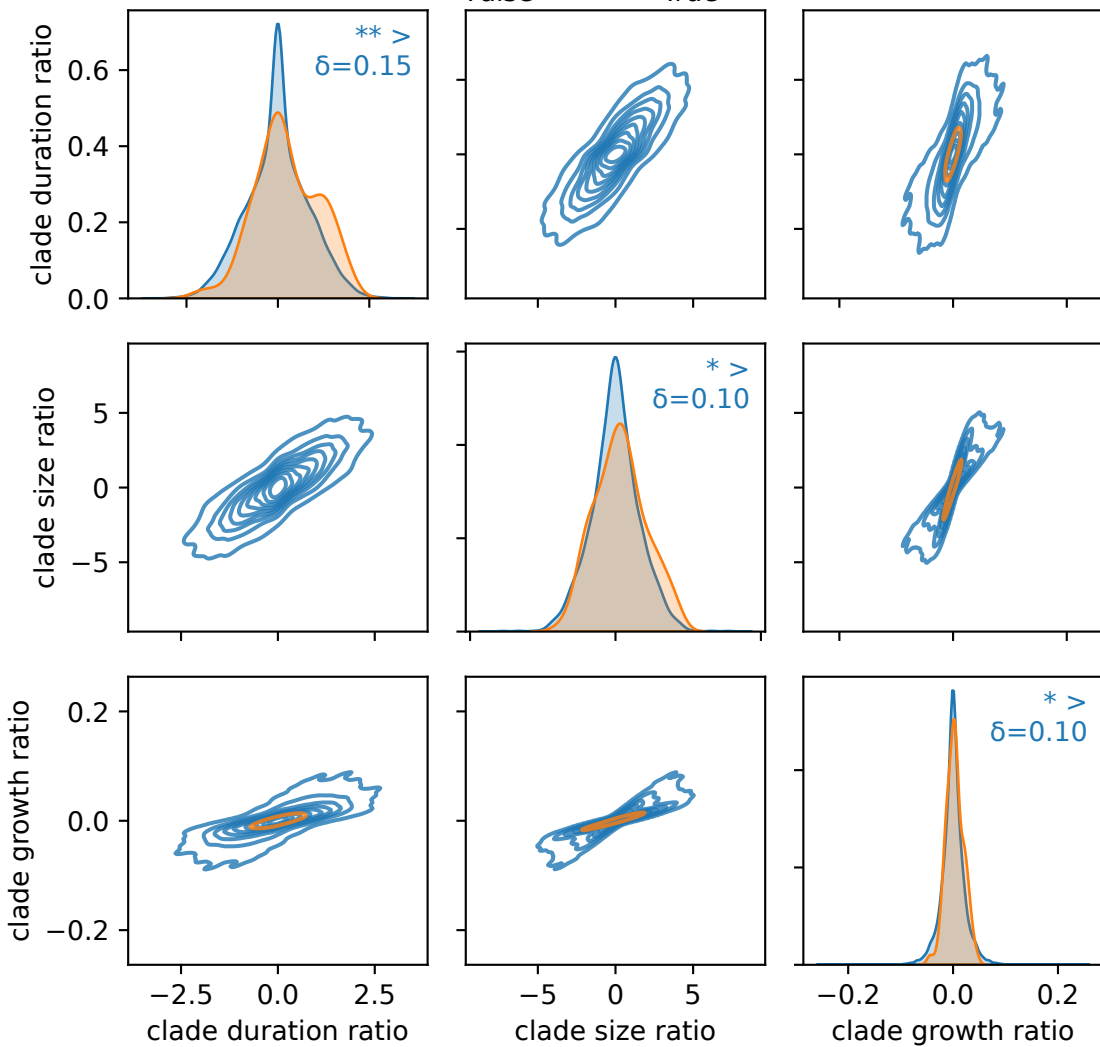 True
clade duration ratio
0.6
0.4
0.2
0.0
** >
δ=0.15
clade size ratio
5
0
−5
* >
δ=0.10
clade growth ratio
0.2
0.0
−0.2
* >
δ=0.10
−2.5 0.0 2.5
−5 0 5
−0.2 0.0 0.2
clade duration ratio
clade size ratio
clade growth ratio